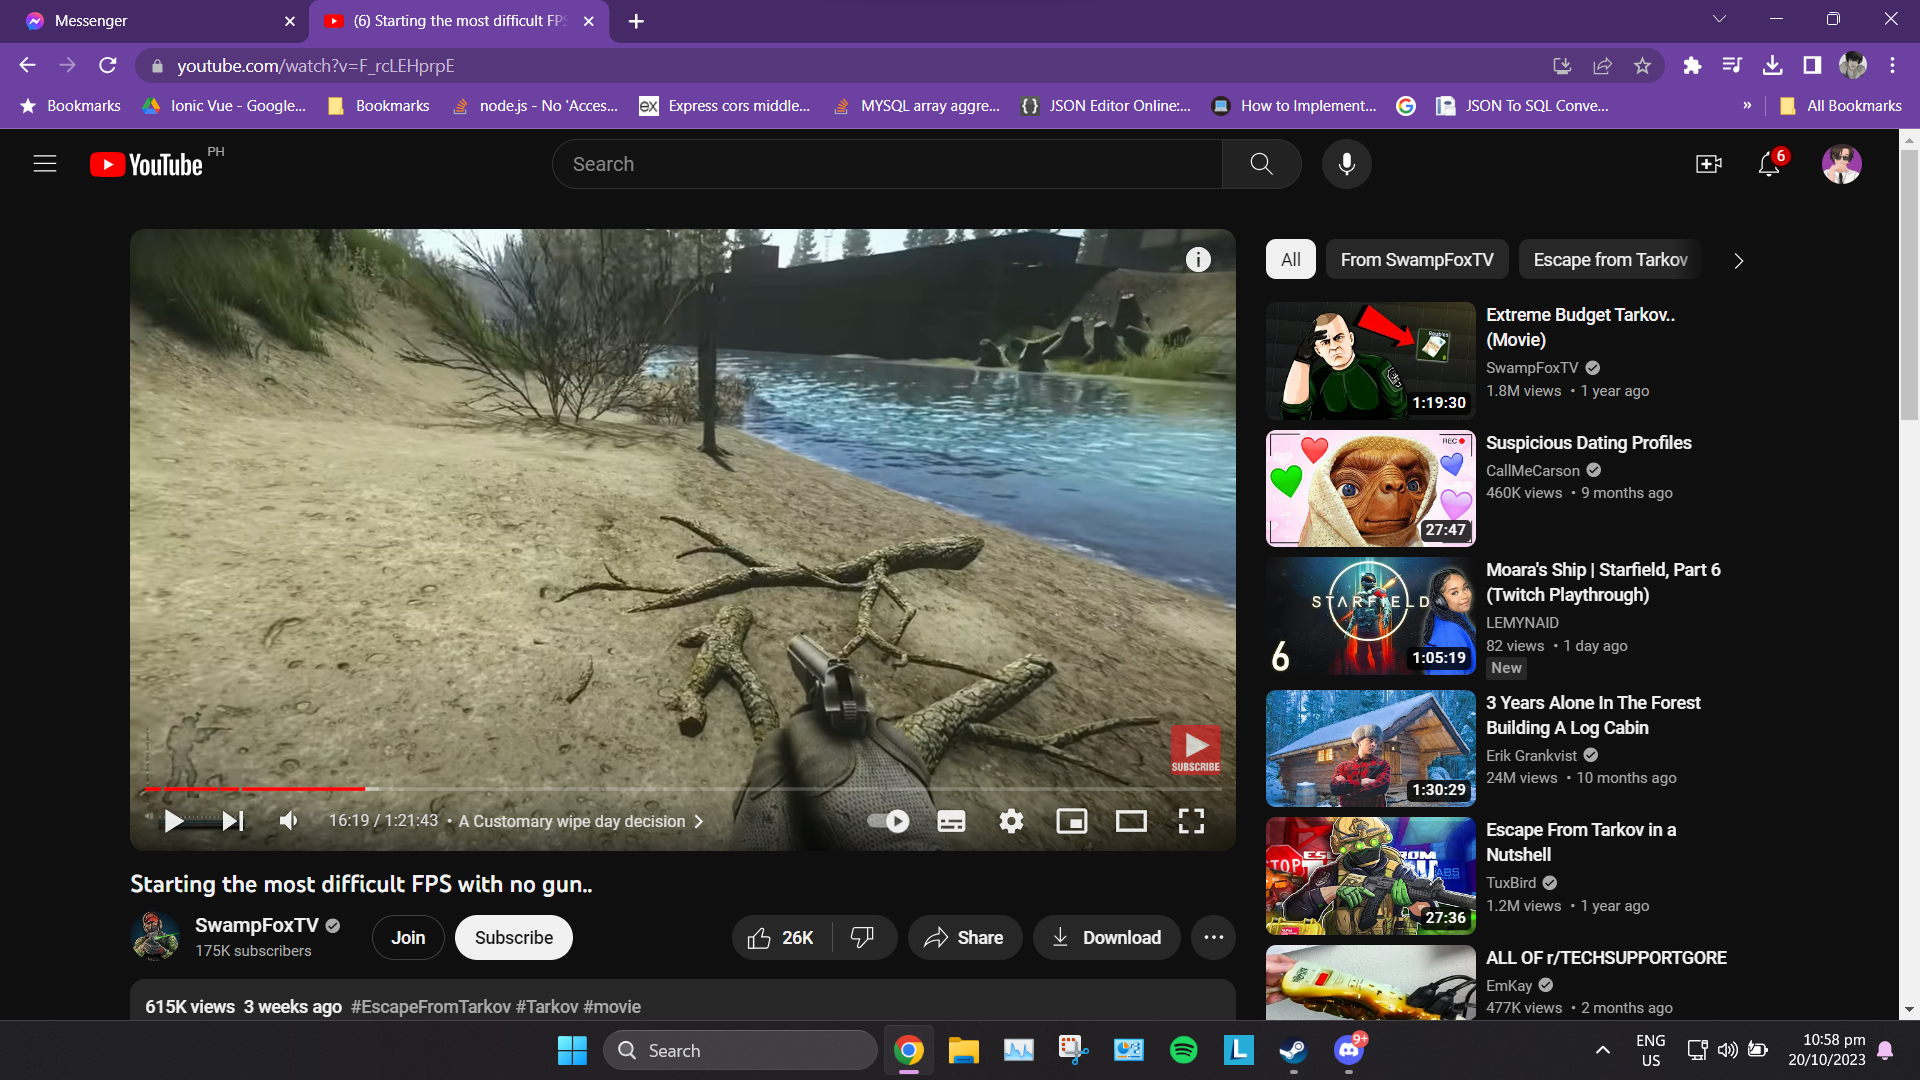 Messenger
(6) Starting the most difficult FPS
youtube.com/watch?v=F_rcLEHprpE
Bookmarks
Ionic Vue - Google...
Bookmarks
node.js - No 'Acces...
ex Express cors middle...
MYSQL array aggre...
JSON Editor Online:...
How to Implement...
JSON To SQL Conve...
»
All Bookmarks
YouTube PH
Search
6
All
From SwampFoxTV
Escape from Tarkov
Roubles
1:19:30
Extreme Budget Tarkov..
(Movie)
SwampFoxTV
1.8M views • 1 year ago
REC
27:47
Suspicious Dating Profiles
CallMeCarson
460K views • 9 months ago
STARFIELD
6
1:05:19
Moara's Ship | Starfield, Part 6
(Twitch Playthrough)
LEMYNAID
82 views • 1 day ago
New
1:30:29
3 Years Alone In The Forest
Building A Log Cabin
Erik Grankvist
24M views • 10 months ago
27:36
Escape From Tarkov in a
Nutshell
TuxBird
1.2M views • 1 year ago
ALL OF r/TECHSUPPORTGORE
EmKay
477K views • 2 months ago
SUBSCRIBE
16:19 / 1:21:43 • A Customary wipe day decision
Starting the most difficult FPS with no gun..
SwampFoxTV
175K subscribers
Join
Subscribe
26K
Share
Download
615K views 3 weeks ago #EscapeFromTarkov #Tarkov #movie
Search
L
9+
ENG
US
10:58 pm
20/10/2023